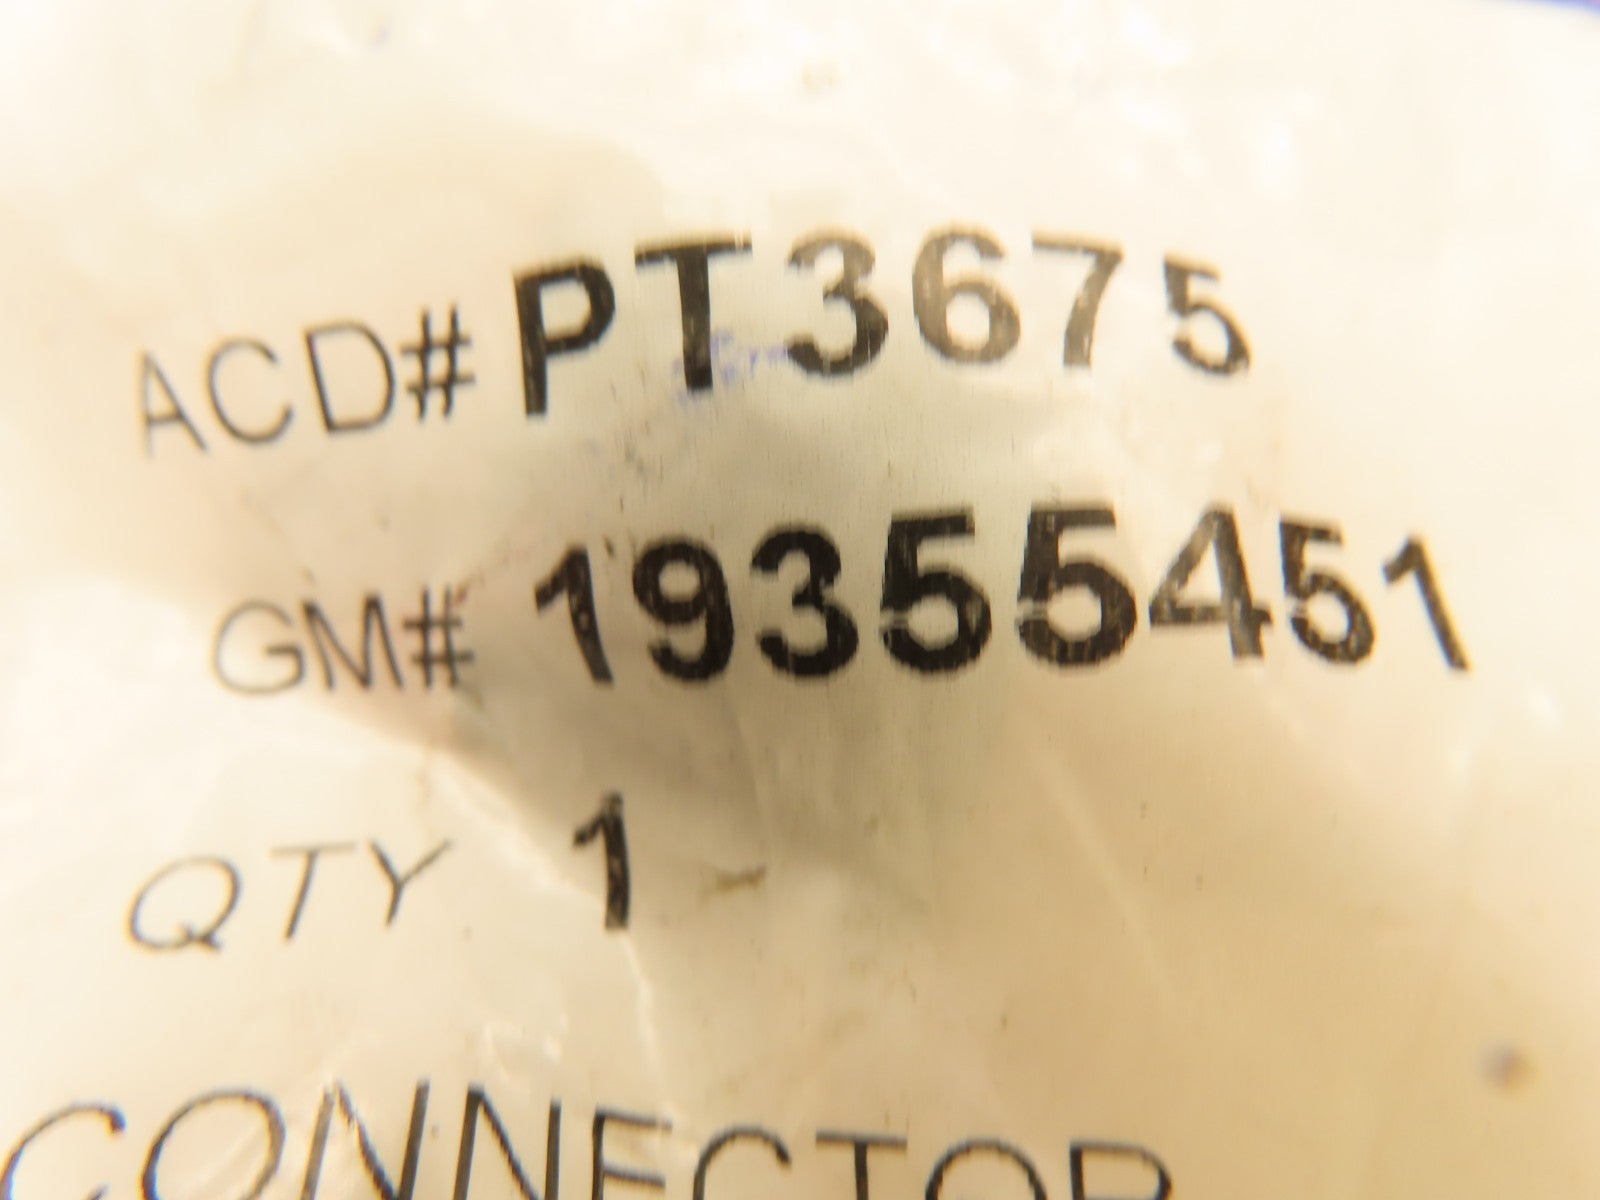 ACD# PT3675
GM# 19355451
QTY 1
CONNECTOR